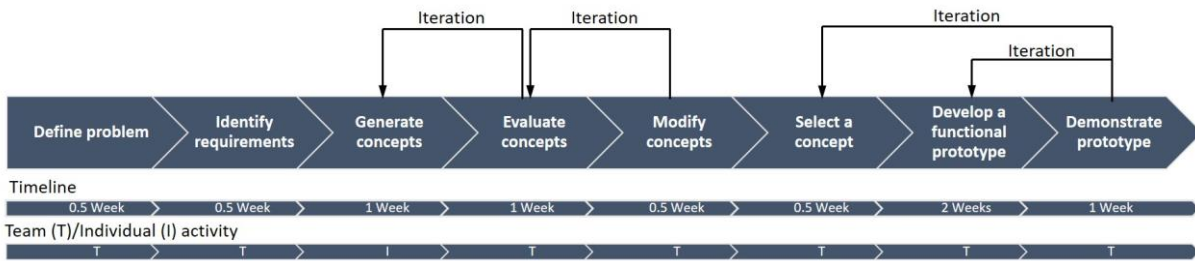 Iteration
Iteration
Iteration
Iteration
Define problem
Identify
requirements
Generate
concepts
Evaluate
concepts
Modify
concepts
Select a
concept
Develop a
functional
prototype
Demonstrate
prototype
Timeline
0.5 Week
0.5 Week
1 Week
1 Week
0.5 Week
0.5 Week
2 Weeks
1 Week
Team (T)/Individual (I) activity
T
T
I
T
T
T
T
T